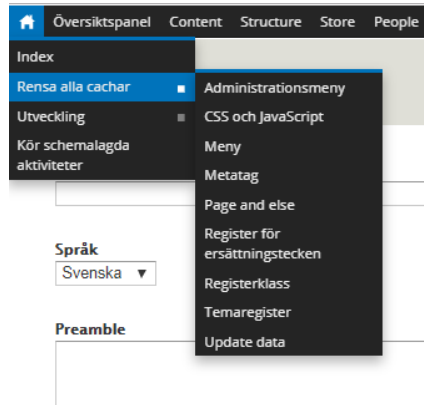 Översiktspanel Content Structure Store People
Index
Rensa alla cachar
Utveckling
Kör schemalagda
aktiviteter
Administrationsmeny
CSS och JavaScript
Meny
Metatag
Page and else
Register för
ersättningstecken
Registerklass
Temaregister
Update data
Språk
Svenska ▼
Preamble